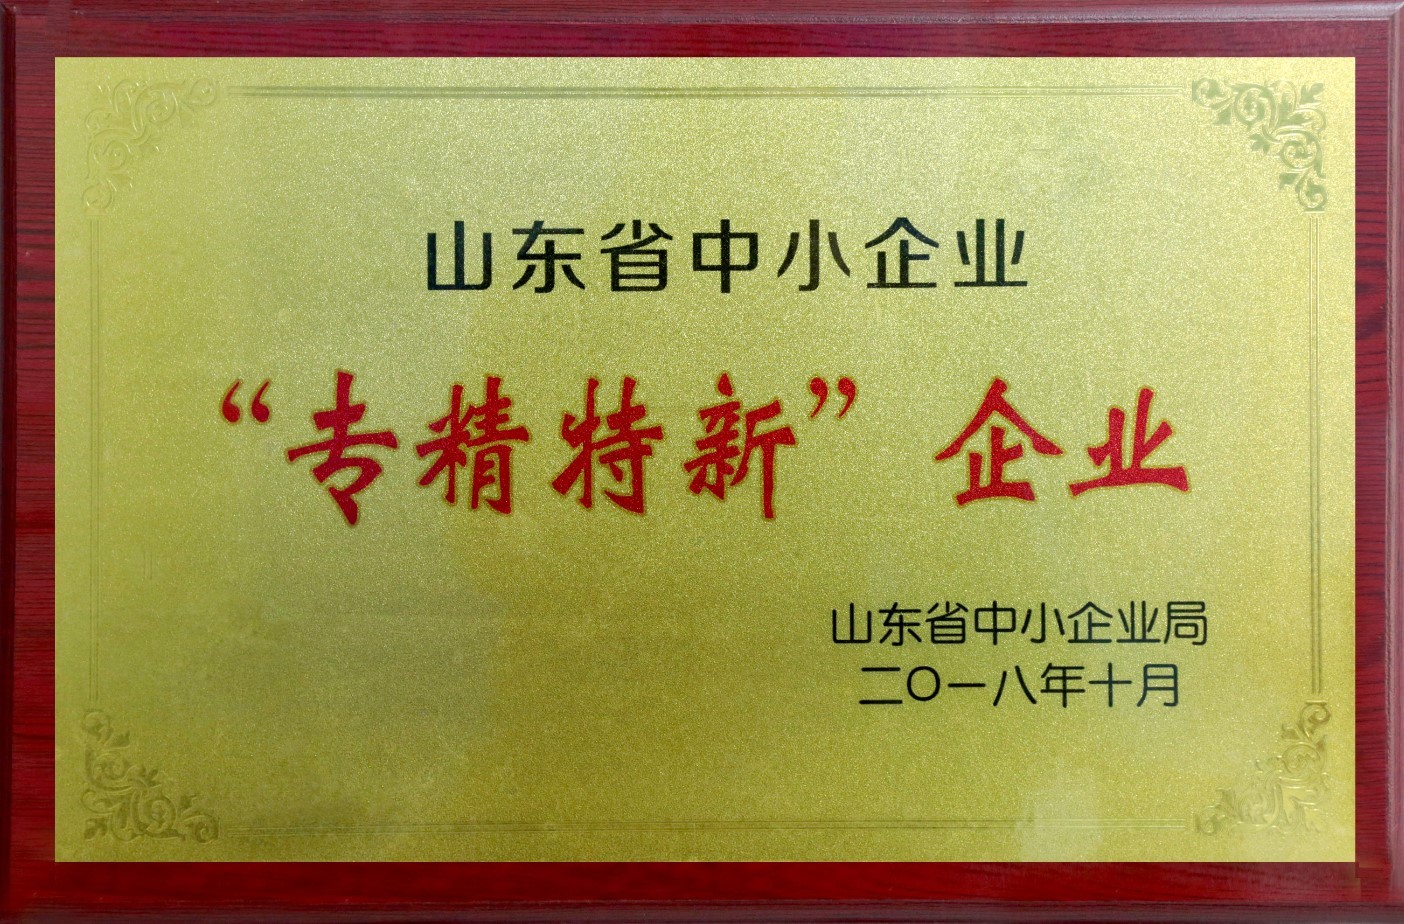 山东省中小企业
“专精特新”企业
山东省中小企业局
二〇一八年十月